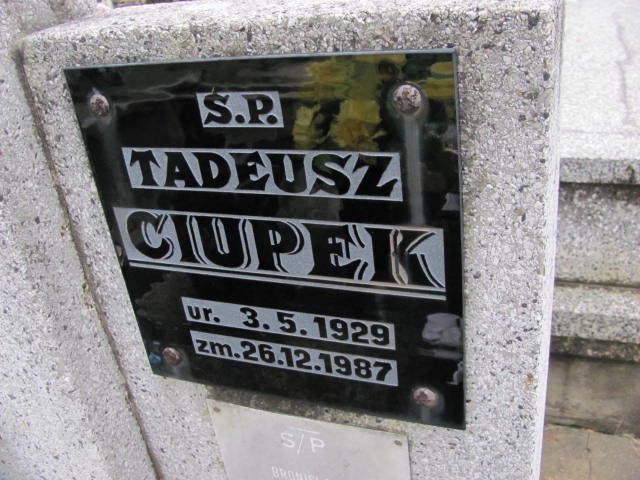 Ś.P.
TADEUSZ
CIUPEK
ur. 3.5.1929
zm.26.12.1987
S/P